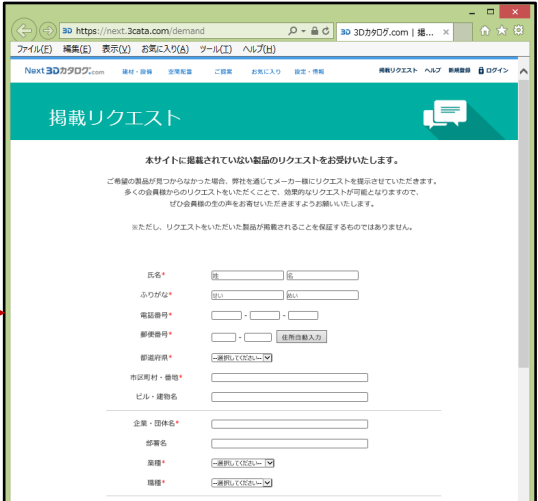 3D https://next.3cata.com/demand
3D 3Dカタログ.com | 掲... ×
ファイル(F) 編集(E) 表示(V) お気に入り(A) ツール(T) ヘルプ(H)
Next 3Dカタログ.com 建材・設備 空間配置 ご提案 お気に入り 設定・情報 掲載リクエスト ヘルプ 新規登録 ログイン
掲載リクエスト
本サイトに掲載されていない製品のリクエストをお受けいたします。
ご希望の製品が見つからなかった場合、弊社を通じてメーカー様にリクエストを提示させていただきます。
多くの会員様からのリクエストをいただくことで、効果的なリクエストが可能となりますので、
ぜひ会員様の生の声をお寄せいただきますようお願いいたします。
※ただし、リクエストをいただいた製品が掲載されることを保証するものではありません。
氏名* 姓 名
ふりがな* せい めい
電話番号* - -
郵便番号* - 住所自動入力
都道府県* --選択してください--
市区町村・番地*
ビル・建物名
企業・団体名*
部署名
業種* --選択してください--
職種* --選択してください--